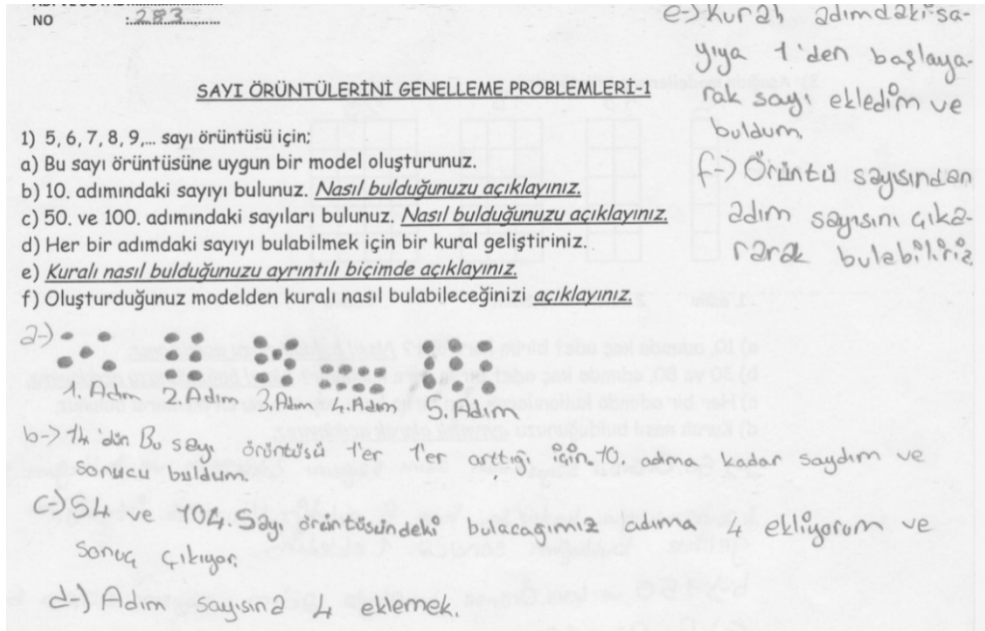 NO :283
SAYI ÖRÜNTÜLERİNİ GENELLEME PROBLEMLERİ-1
1) 5, 6, 7, 8, 9,... sayı örüntüsü için;
a) Bu sayı örüntüsüne uygun bir model oluşturunuz.
b) 10. adımındaki sayıyı bulunuz. Nasıl bulduğunuzu açıklayınız.
c) 50. ve 100. adımındaki sayıları bulunuz. Nasıl bulduğunuzu açıklayınız.
d) Her bir adımdaki sayıyı bulabilmek için bir kural geliştiriniz.
e) Kuralı nasıl bulduğunuzu ayrıntılı biçimde açıklayınız.
f) Oluşturduğunuz modelden kuralı nasıl bulabileceğinizi açıklayınız.
e-) Kuralı adımdaki sa-
yıya 1'den başlaya-
rak sayı ekledim ve
buldum
f-) Örüntü sayısından
adım sayısını çıka-
rarak bulabiliriz
a-)
1. Adım 2. Adım 3. Adım 4. Adım 5. Adım
b-) 14'dür Bu sayı örüntüsü 1'er 1'er arttığı için 10. adıma kadar saydım ve
sonucu buldum.
c-) 54 ve 104. Sayı örüntüsündeki bulacağımız adıma 4 ekliyorum ve
sonuç çıkıyor.
d-) Adım sayısına 4 eklemek.